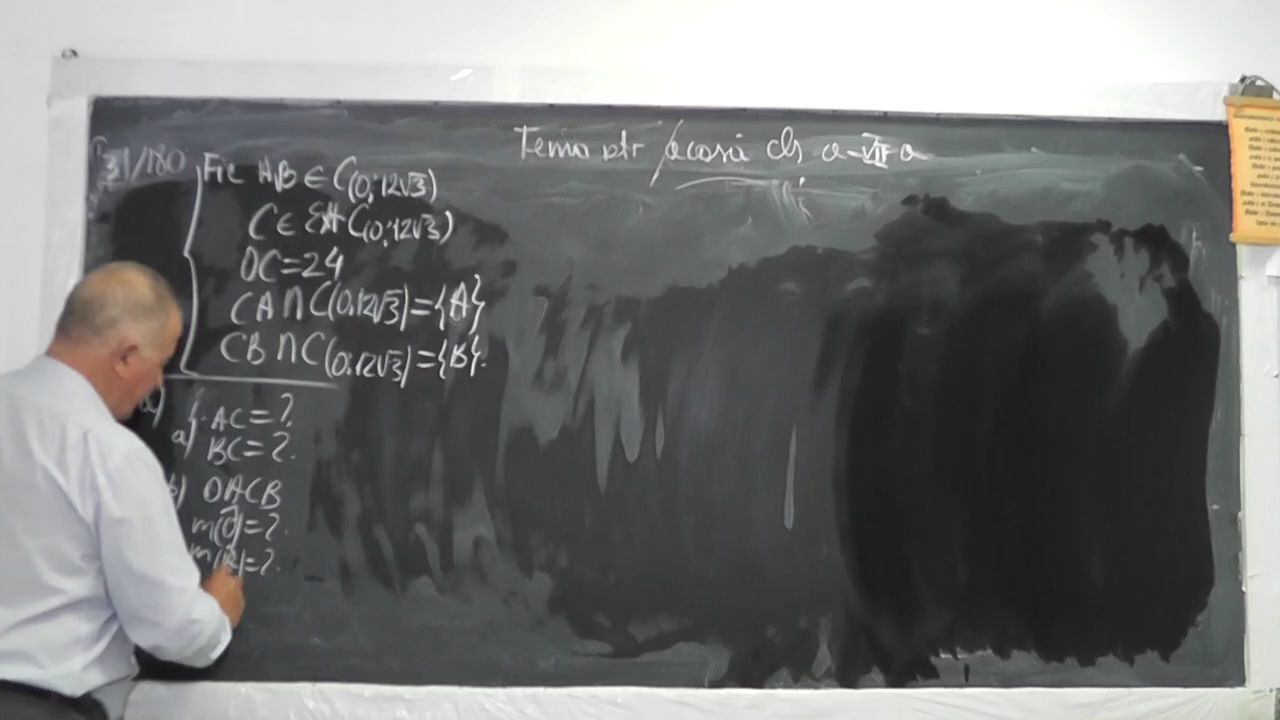 Temă ptr acasă cls a-VII-a
31/180
Fie A,B ∈ C(O;12√3)
C ∈ Ext C(O;12√3)
OC=24
CA∩C(O;12√3)={A}
CB∩C(O;12√3)={B}.
a) AC=?
BC=?
b) OACB
m(Ô)=?